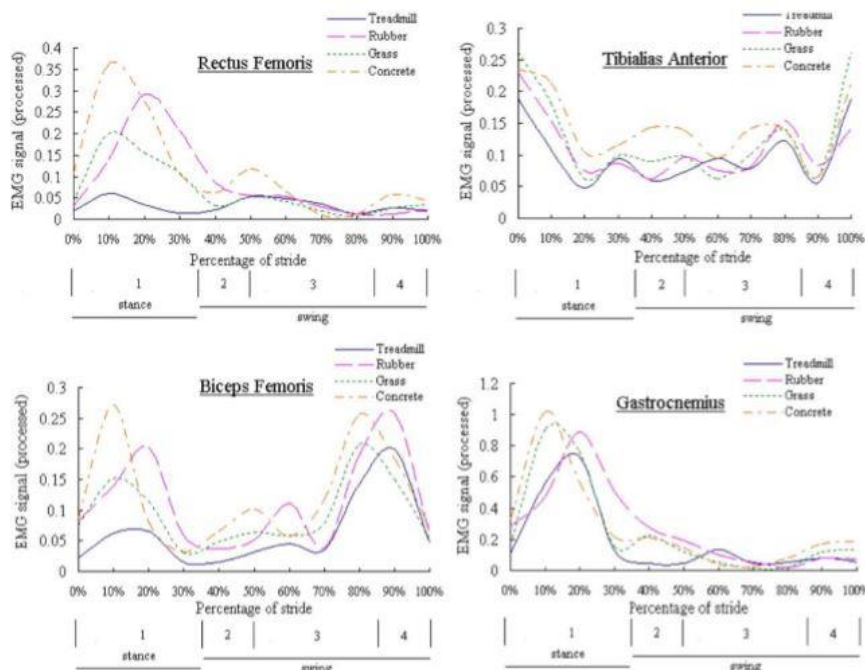 Rectus Femoris
Treadmill
Rubber
Grass
Concrete
EMG signal (processed)
0.4
0.35
0.3
0.25
0.2
0.15
0.1
0.05
0
0% 10% 20% 30% 40% 50% 60% 70% 80% 90% 100%
Percentage of stride
1 2 3 4
stance
swing
Tibialias Anterior
Treadmill
Rubber
Grass
Concrete
EMG signal (processed)
0.3
0.25
0.2
0.15
0.1
0.05
0
0% 10% 20% 30% 40% 50% 60% 70% 80% 90% 100%
Percentage of stride
1 2 3 4
stance
swing
Biceps Femoris
Treadmill
Rubber
Grass
Concrete
EMG signal (processed)
0.3
0.25
0.2
0.15
0.1
0.05
0
0% 10% 20% 30% 40% 50% 60% 70% 80% 90% 100%
Percentage of stride
1 2 3 4
stance
swing
Gastrocnemius
Treadmill
Rubber
Grass
Concrete
EMG signal (processed)
1.2
1
0.8
0.6
0.4
0.2
0
0% 10% 20% 30% 40% 50% 60% 70% 80% 90% 100%
Percentage of stride
1 2 3 4
stance
swing